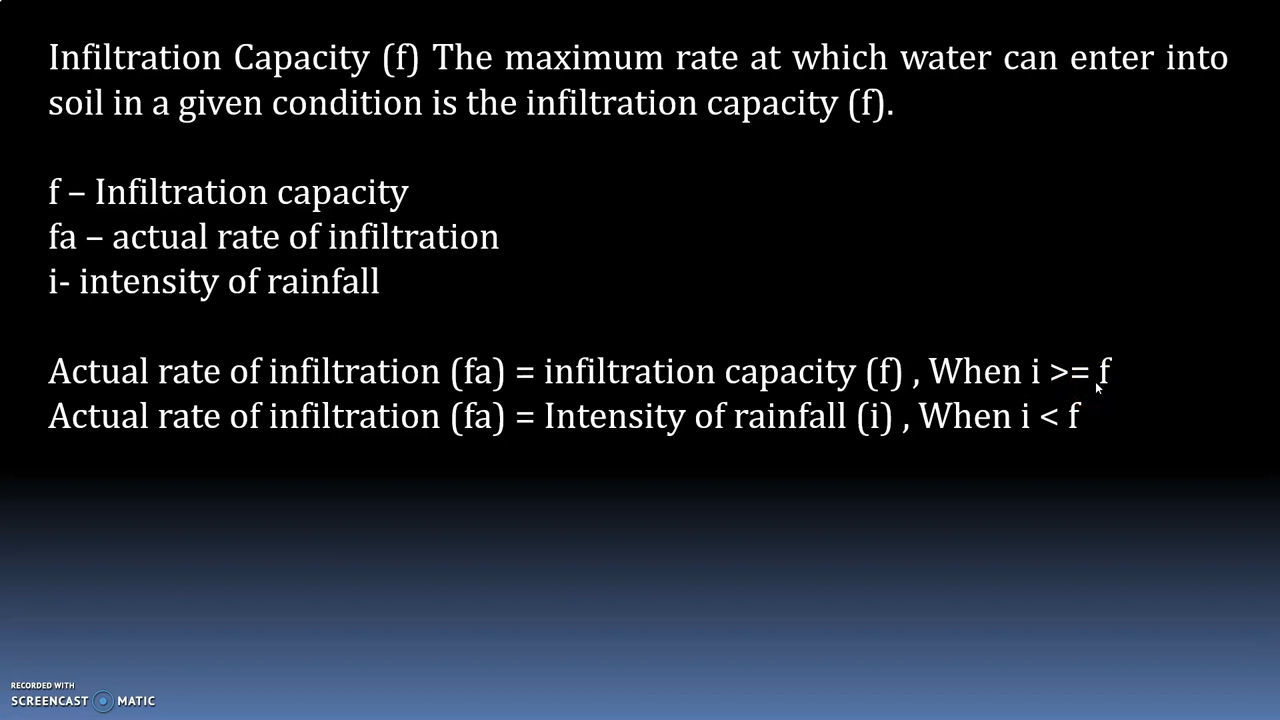 Infiltration Capacity (f) The maximum rate at which water can enter into
soil in a given condition is the infiltration capacity (f).
f – Infiltration capacity
fa – actual rate of infiltration
i- intensity of rainfall
Actual rate of infiltration (fa) = infiltration capacity (f) , When i >= f
Actual rate of infiltration (fa) = Intensity of rainfall (i) , When i < f
RECORDED WITH
SCREENCAST MATIC